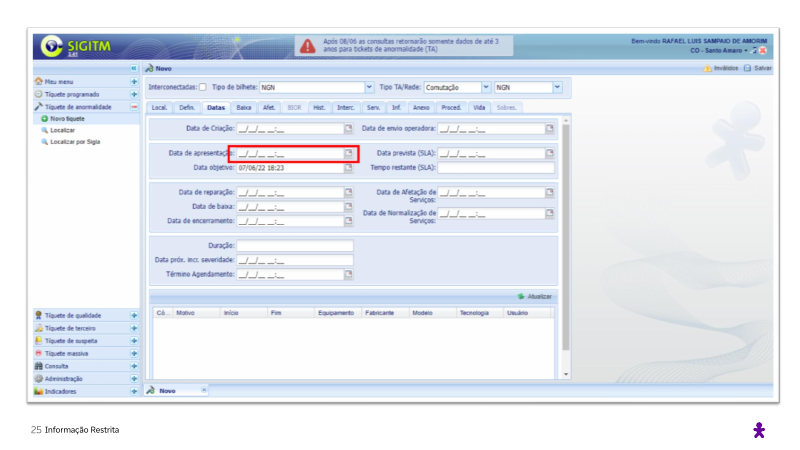 SIGITM
3.61
Após 08/06 as consultas retornarão somente dados de até 3
anos para tickets de anormalidade (TA)
Bem-vindo RAFAEL LUIS SAMPAIO DE AMORIM
CO - Santo Amaro
Novo
Inválidos Salvar
Meu menu
Tíquete programado
Tíquete de anormalidade
Novo tíquete
Localizar
Localizar por Sigla
Interconectadas: Tipo de bilhete: NGN Tipo TA/Rede: Comutação NGN
Local. Defin. Datas Baixa Afet. BDOR Hist. Interc. Serv. Inf. Anexo Proced. Vida Sobres.
Data de Criação: __/__/__ __:__ Data de envio operadora: __/__/__ __:__
Data de apresentação: __/__/__ __:__ Data prevista (SLA): __/__/__ __:__
Data objetivo: 07/06/22 18:23 Tempo restante (SLA):
Data de reparação: __/__/__ __:__ Data de Afetação de Serviços: __/__/__ __:__
Data de baixa: __/__/__ __:__
Data de encerramento: __/__/__ __:__ Data de Normalização de Serviços: __/__/__ __:__
Duração:
Data próx. incr. severidade: __/__/__ __:__
Término Agendamento: __/__/__ __:__
Atualizar
Có... Motivo Início Fim Equipamento Fabricante Modelo Tecnologia Usuário
Tíquete de qualidade
Tíquete de terceiro
Tíquete de suspeita
Tíquete massiva
Consulta
Administração
Indicadores
Novo
25 Informação Restrita